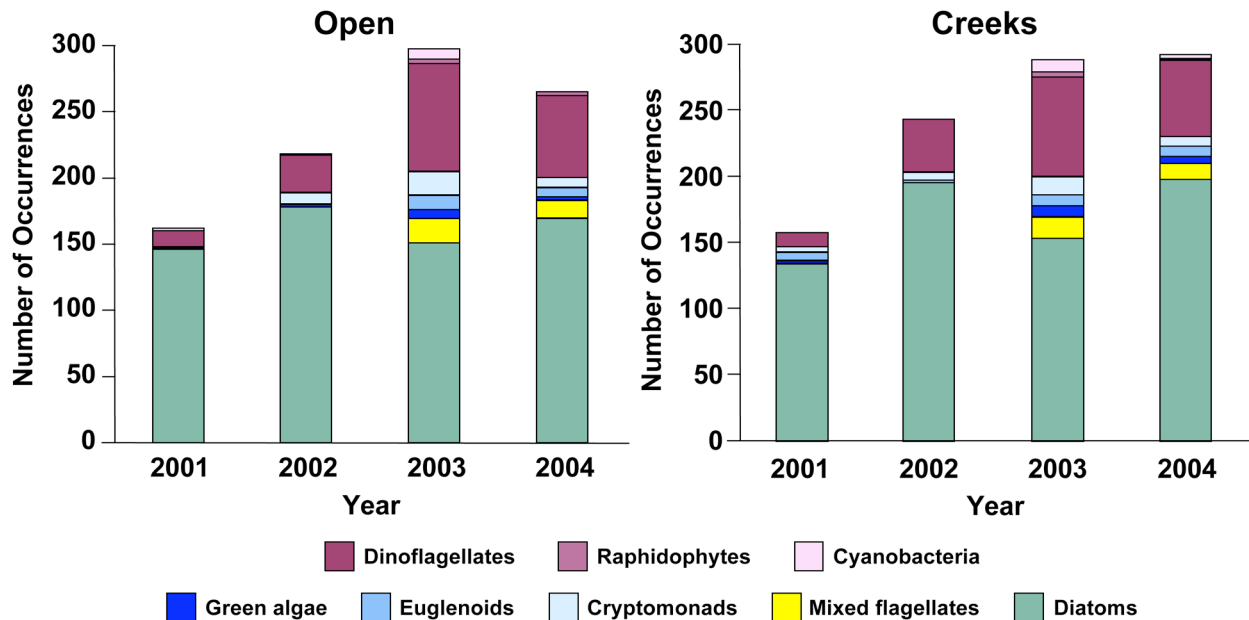 Open
Number of Occurrences
300
250
200
150
100
50
0
2001 2002 2003 2004
Year
Creeks
Number of Occurrences
300
250
200
150
100
50
0
2001 2002 2003 2004
Year
Dinoflagellates Raphidophytes Cyanobacteria
Green algae Euglenoids Cryptomonads Mixed flagellates Diatoms